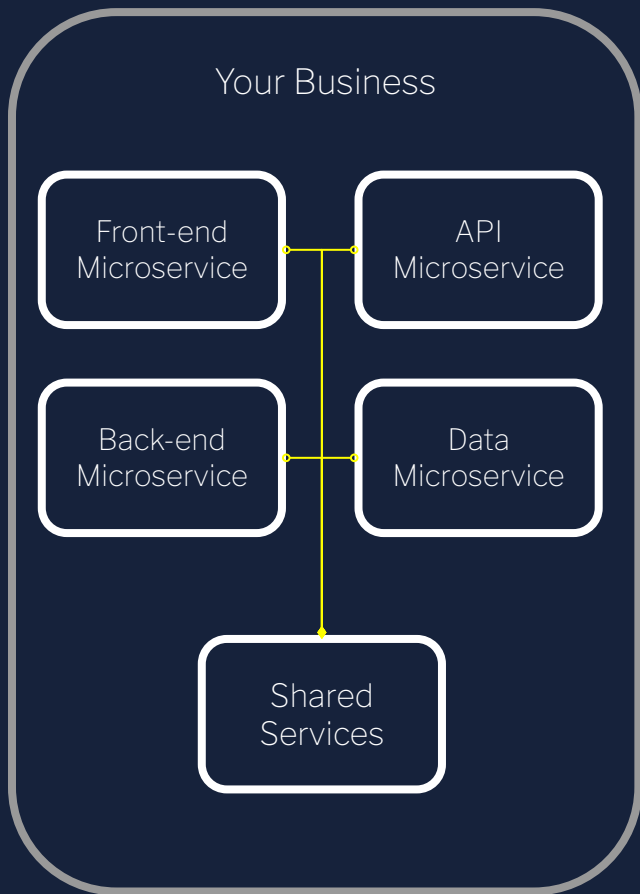 Your Business
Front-end
Microservice
API
Microservice
Back-end
Microservice
Data
Microservice
Shared
Services